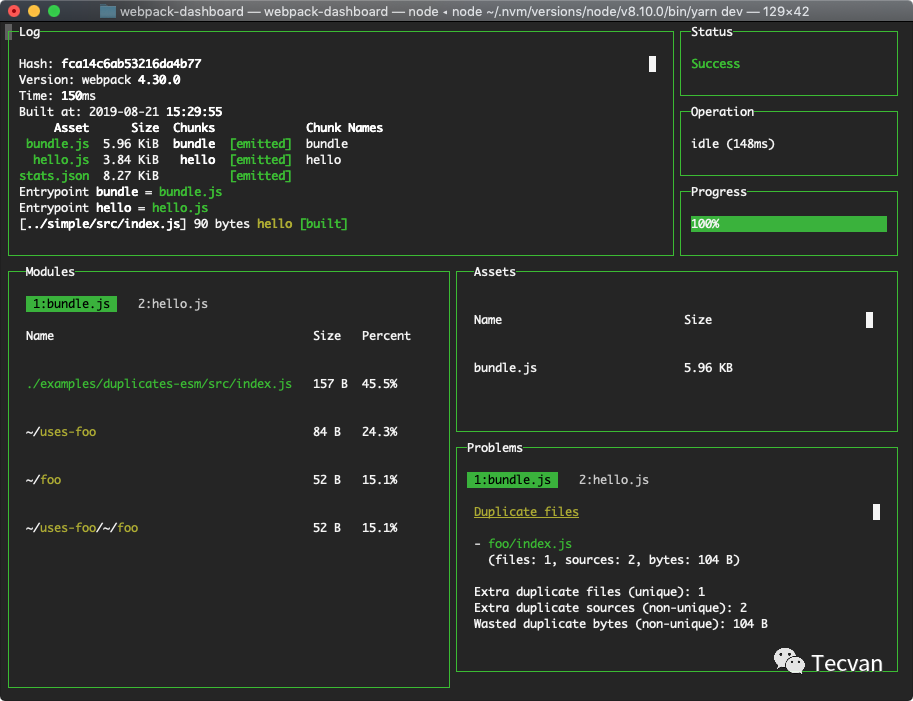 webpack-dashboard — webpack-dashboard — node ◂ node ~/.nvm/versions/node/v8.10.0/bin/yarn dev — 129×42
Log
Hash: fca14c6ab53216da4b77
Version: webpack 4.30.0
Time: 150ms
Built at: 2019-08-21 15:29:55
Asset Size Chunks Chunk Names
bundle.js 5.96 KiB bundle [emitted] bundle
hello.js 3.84 KiB hello [emitted] hello
stats.json 8.27 KiB [emitted]
Entrypoint bundle = bundle.js
Entrypoint hello = hello.js
[../simple/src/index.js] 90 bytes hello [built]
Status
Success
Operation
idle (148ms)
Progress
100%
Modules
1:bundle.js 2:hello.js
Name Size Percent
./examples/duplicates-esm/src/index.js 157 B 45.5%
~/uses-foo 84 B 24.3%
~/foo 52 B 15.1%
~/uses-foo/~/foo 52 B 15.1%
Assets
Name Size
bundle.js 5.96 KB
Problems
1:bundle.js 2:hello.js
Duplicate files
- foo/index.js
(files: 1, sources: 2, bytes: 104 B)
Extra duplicate files (unique): 1
Extra duplicate sources (non-unique): 2
Wasted duplicate bytes (non-unique): 104 B
Tecvan